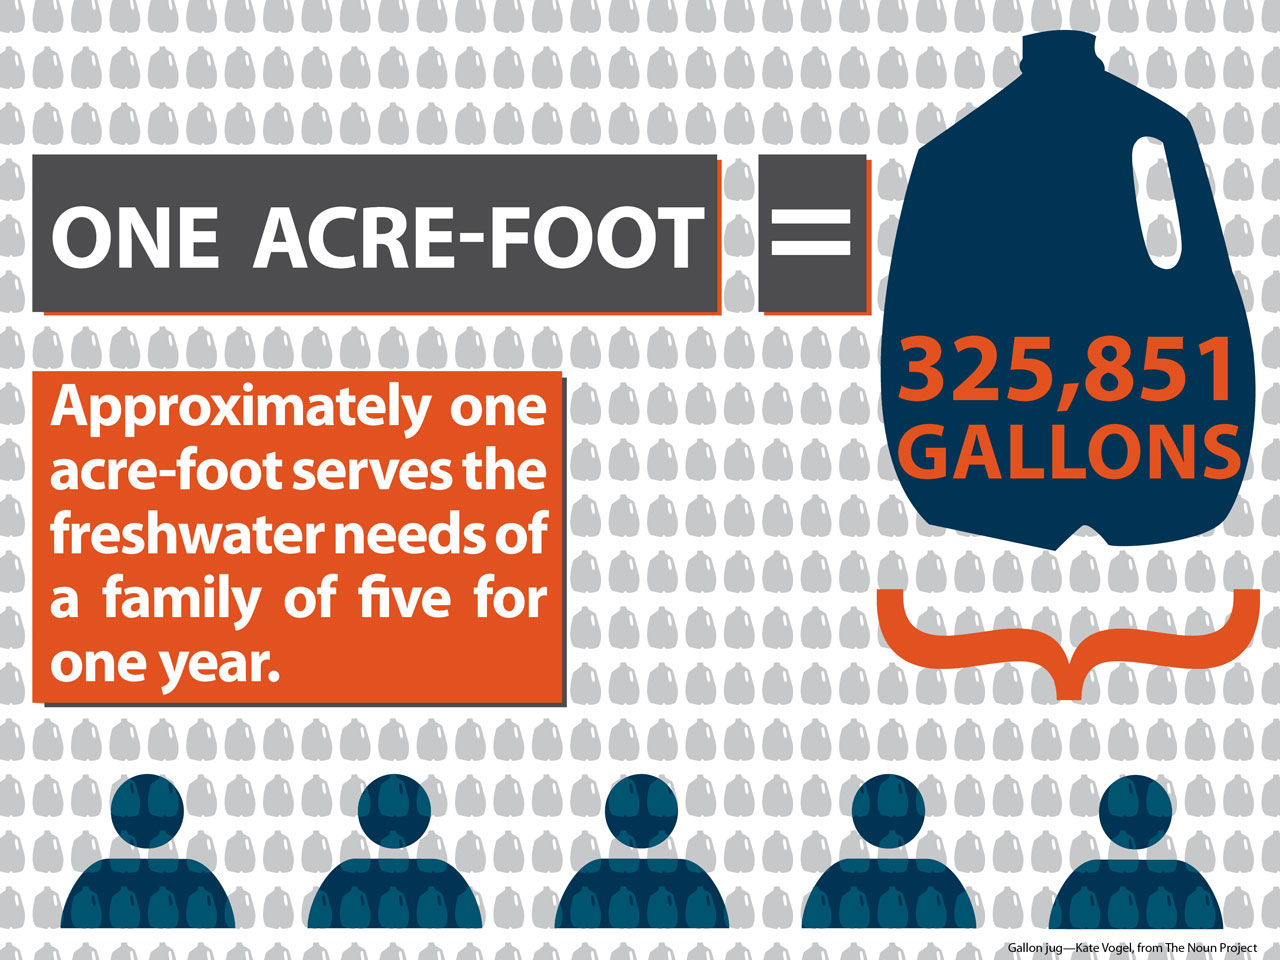 ONE ACRE-FOOT =
325,851
GALLONS
Approximately one
acre-foot serves the
freshwater needs of
a family of five for
one year.
Gallon jug—Kate Vogel, from The Noun Project